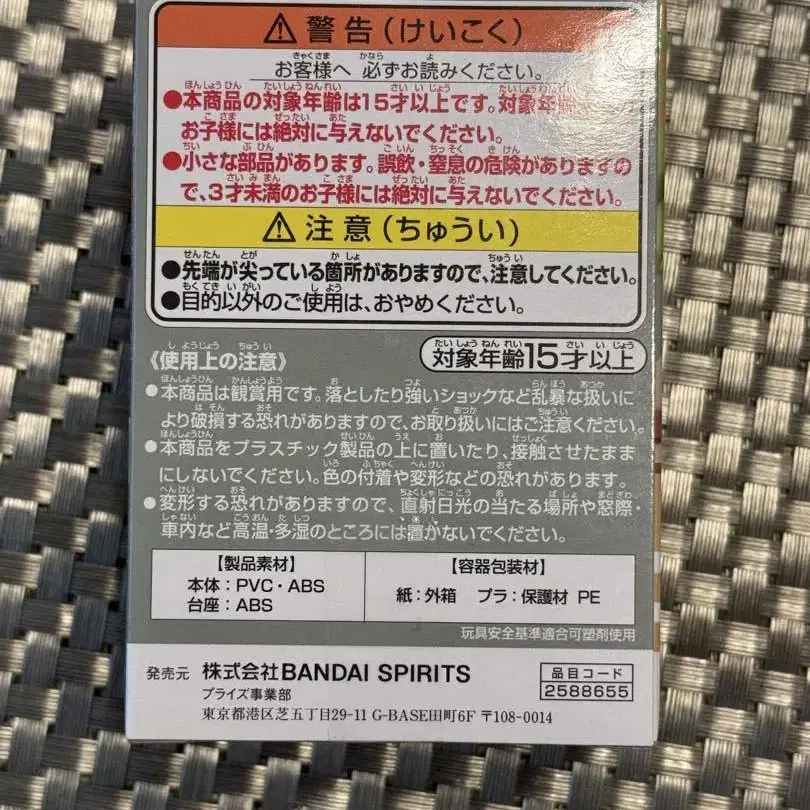 ⚠警告(けいこく)
お客様へ 必ずお読みください。
●本商品の対象年齢は15才以上です。対象年齢
お子様には絶対に与えないでください。
●小さな部品があります。誤飲・窒息の危険がありますの
で、3才未満のお子様には絶対に与えないでください。
⚠注意(ちゅうい)
●先端が尖っている箇所がありますので、注意してください。
●目的以外のご使用は、おやめください。
《使用上の注意》
対象年齢15才以上
●本商品は観賞用です。落としたり強いショックなど乱暴な扱いに
より破損する恐れがありますので、お取り扱いにはご注意ください。
●本商品をプラスチック製品の上に置いたり、接触させたまま
にしないでください。色の付着や変形などの恐れがあります。
●変形する恐れがありますので、直射日光の当たる場所や窓際・
車内など高温・多湿のところには置かないでください。
【製品素材】
本体:PVC・ABS
台座:ABS
【容器包装材】
紙:外箱 プラ:保護材 PE
玩具安全基準適合可塑剤使用
発売元 株式会社BANDAI SPIRITS
プライズ事業部
東京都港区芝五丁目29-11 G-BASE田町6F 〒108-0014
品目コード
2588655